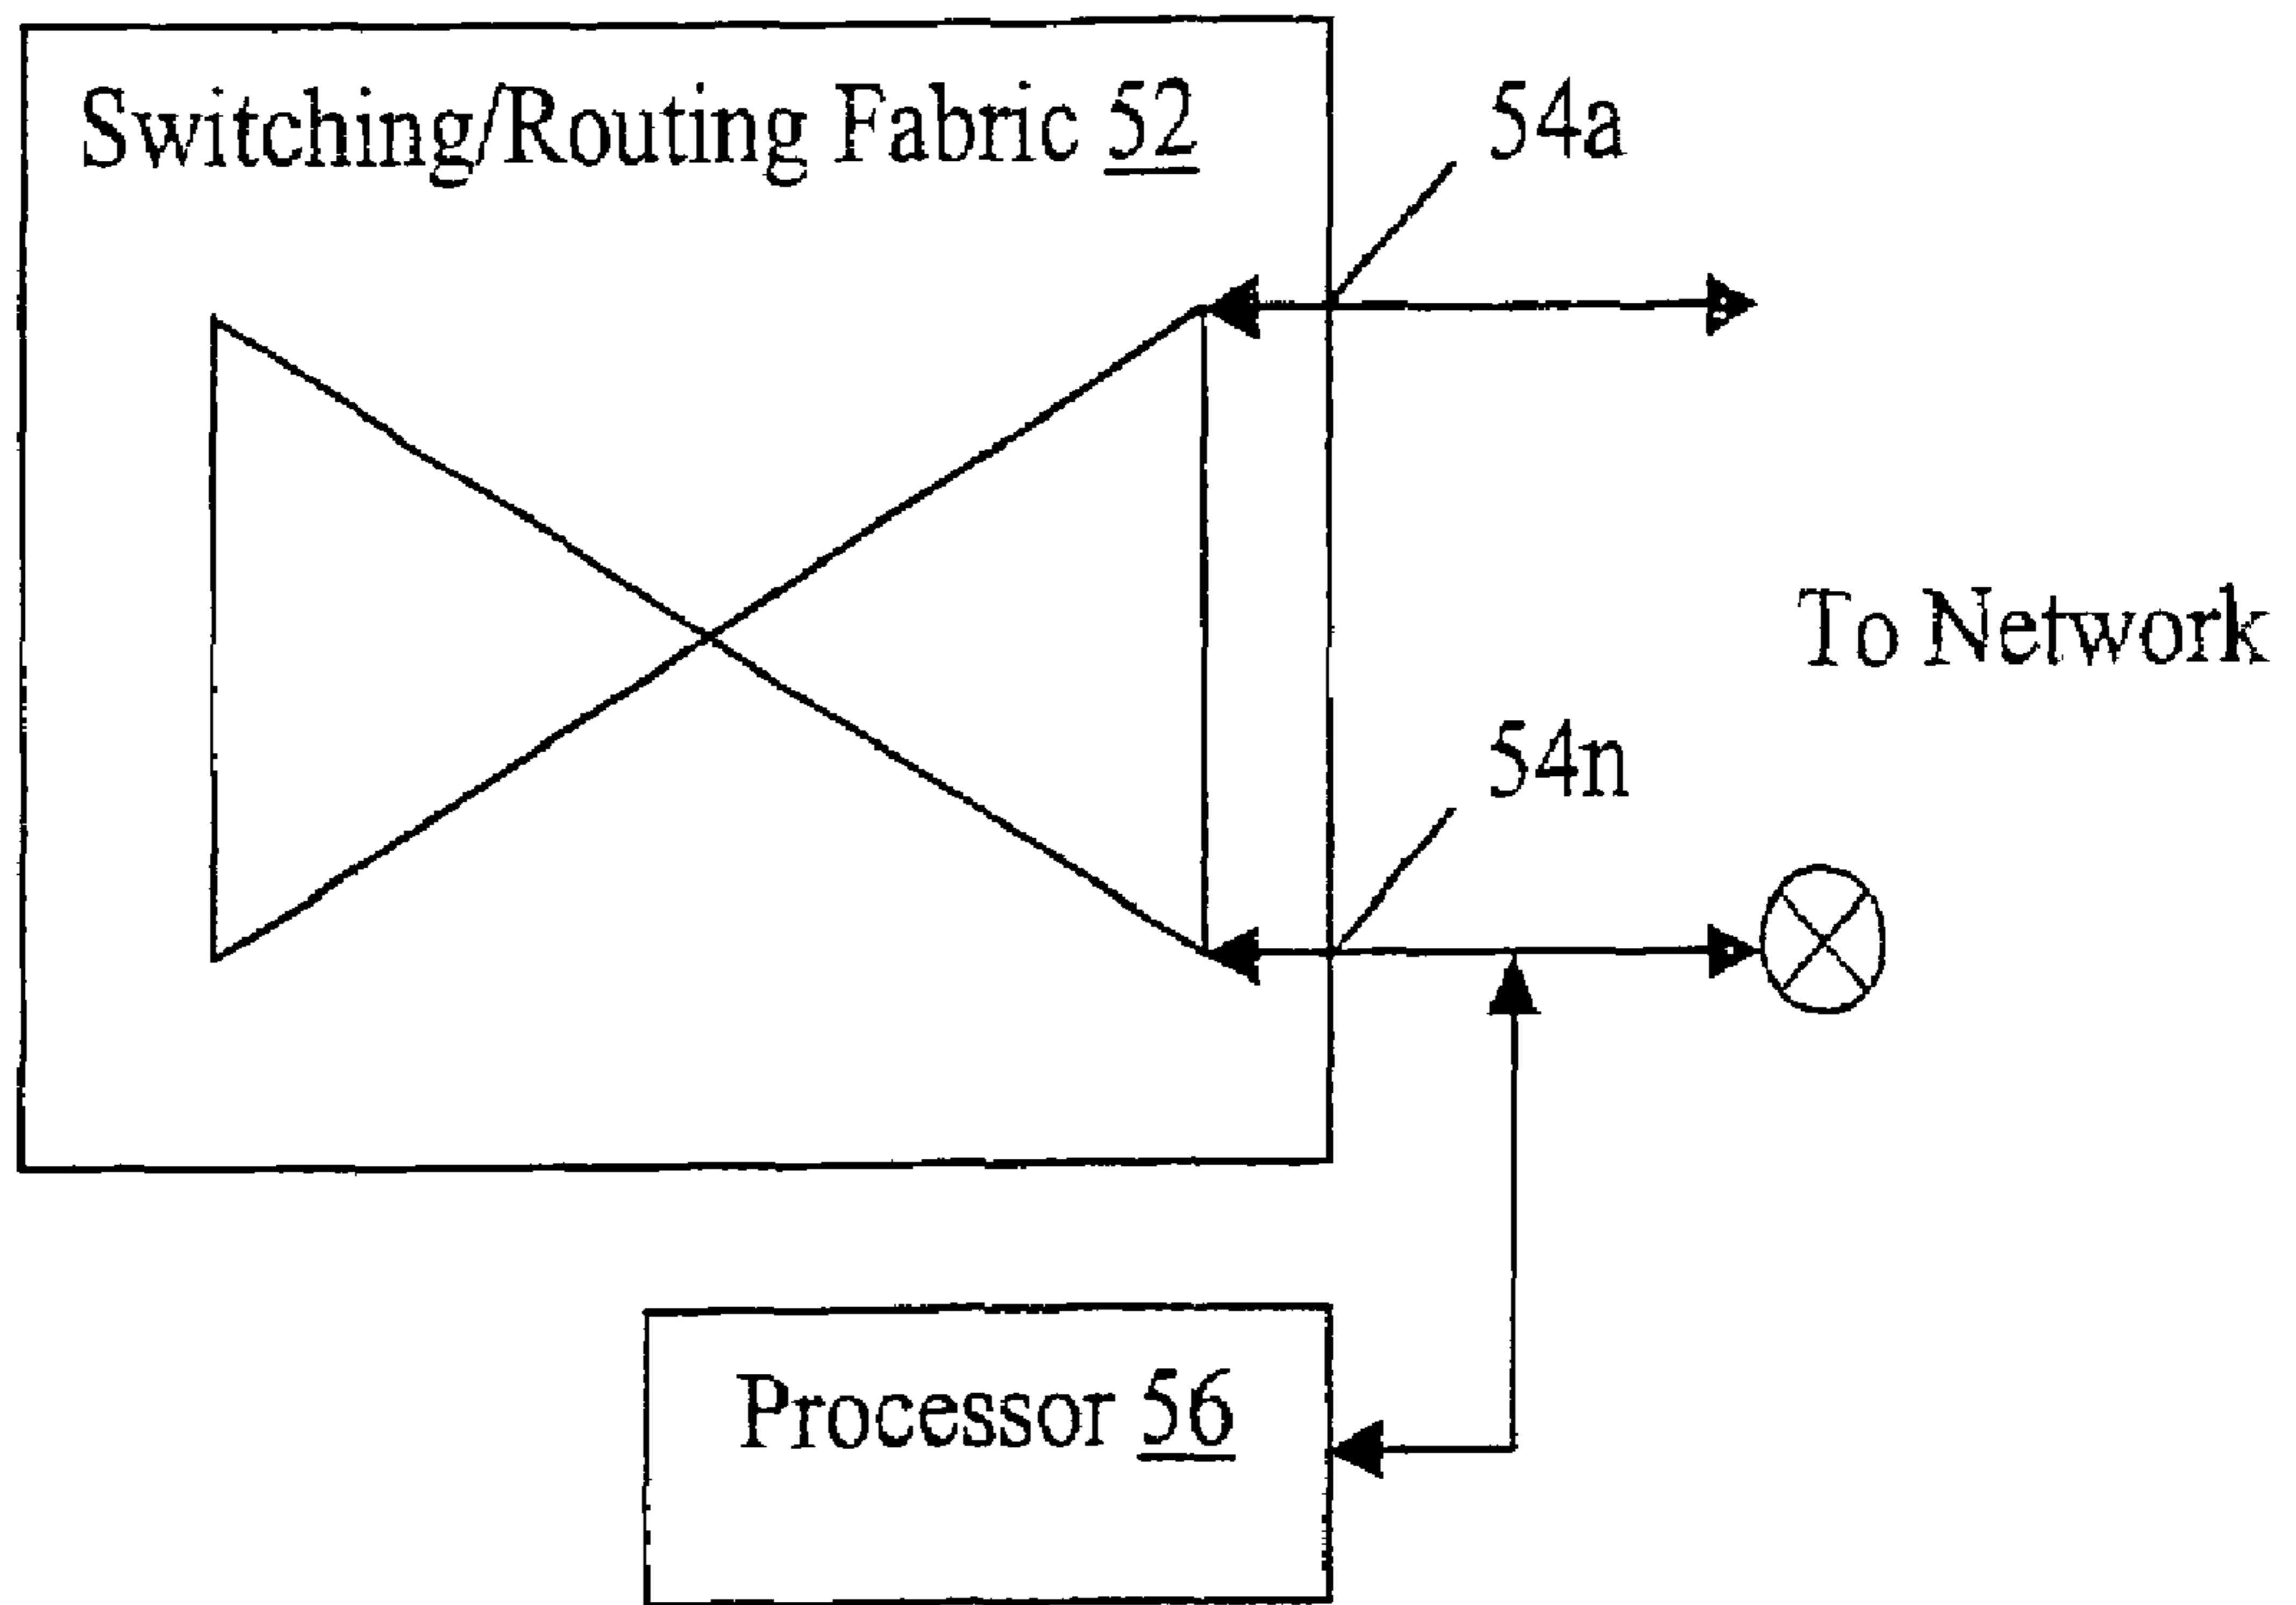 Switching/Routing Fabric 52
54a
To Network
54n
Processor 56